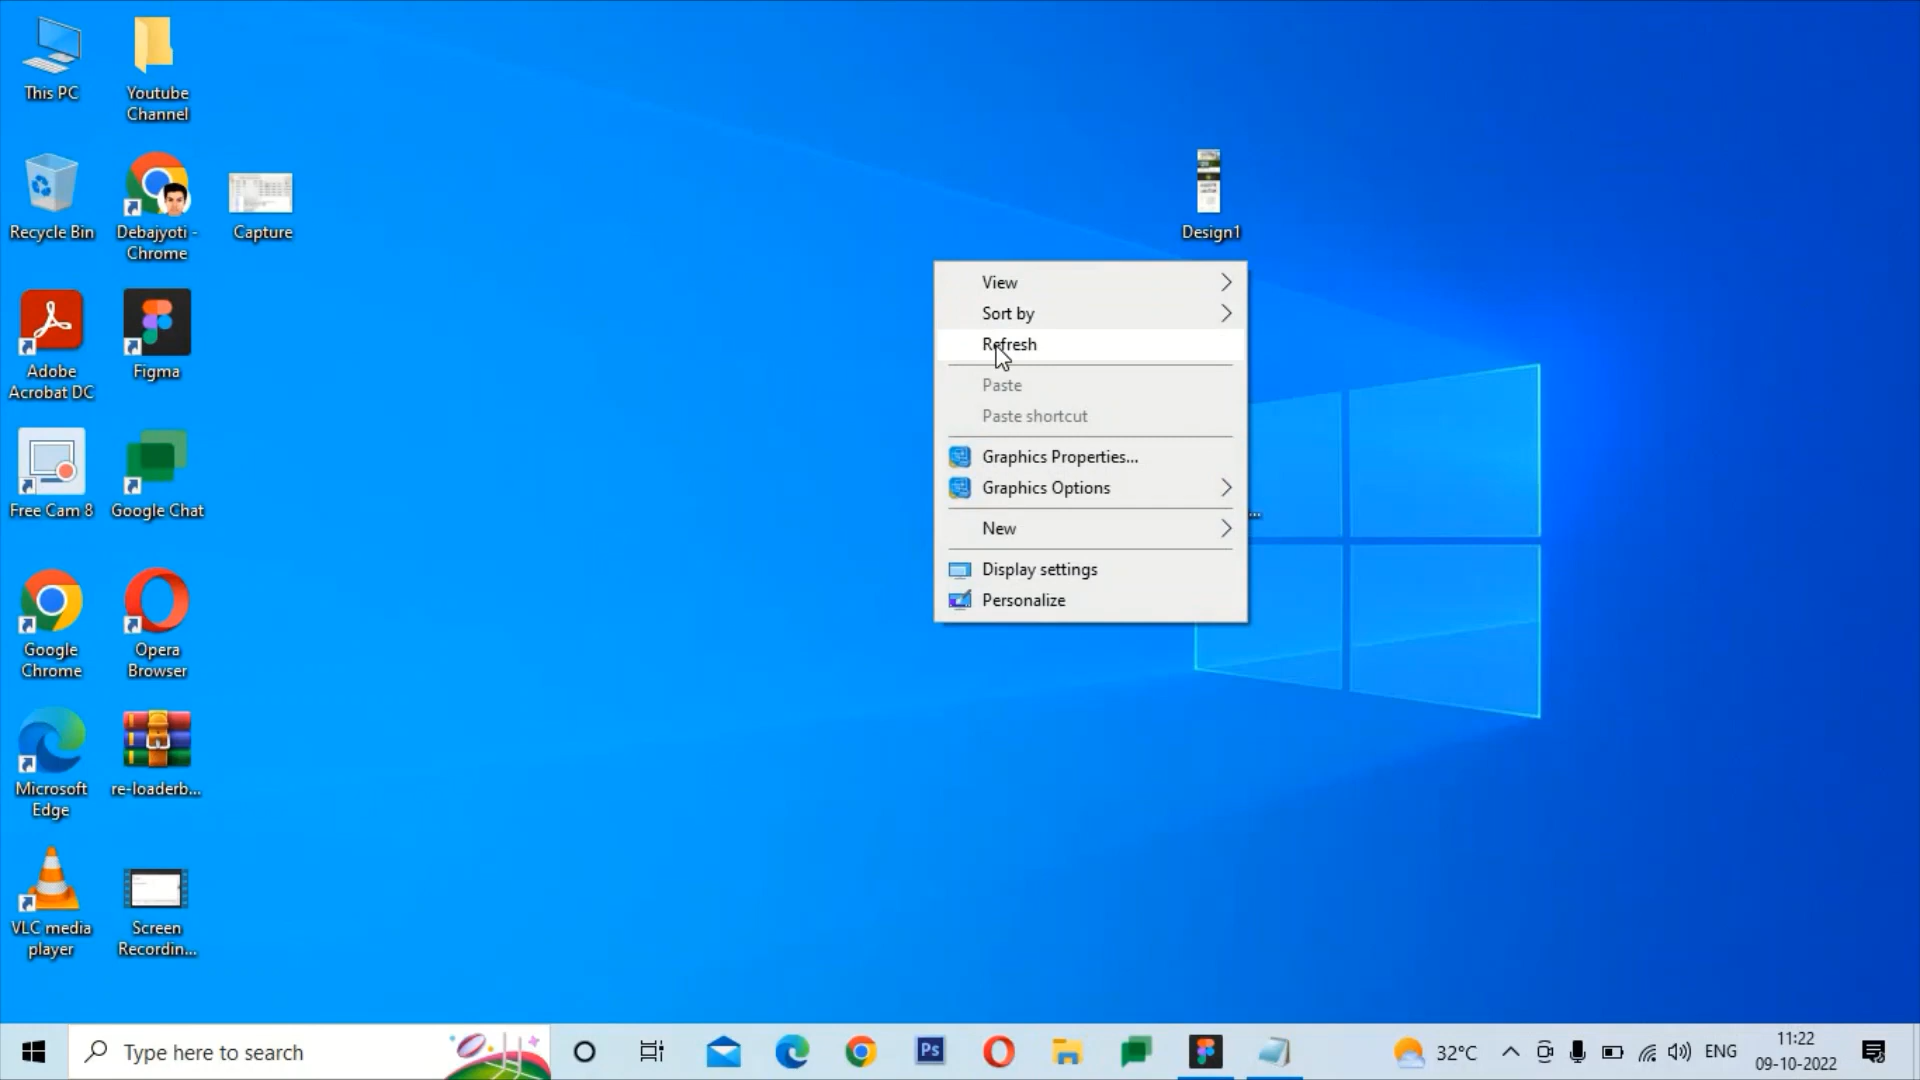 This PC
Youtube
Channel
Recycle Bin
Debajyoti -
Chrome
Capture
Design1
Adobe
Acrobat DC
Figma
Free Cam 8
Google Chat
Google
Chrome
Opera
Browser
Microsoft
Edge
re-loaderb...
VLC media
player
Screen
Recordin...
View
Sort by
Refresh
Paste
Paste shortcut
Graphics Properties...
Graphics Options
New
Display settings
Personalize
...
Type here to search
Ps
32°C
ENG
11:22
09-10-2022